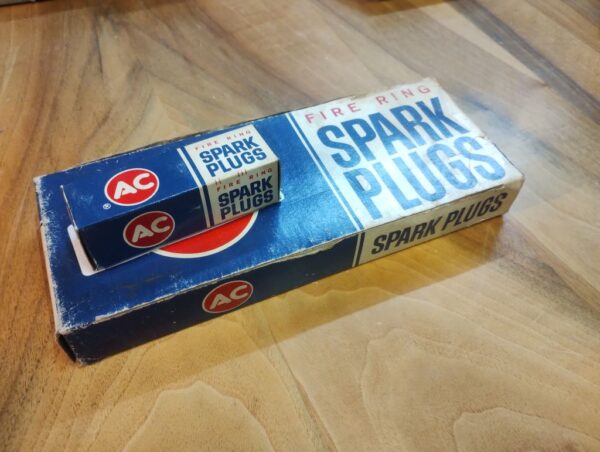 FIRE RING
SPARK
PLUGS
AC
®
FIRE RING
SPARK
PLUGS
AC
FIRE RING
SPARK
PLUGS
AC
SPARK PLUGS